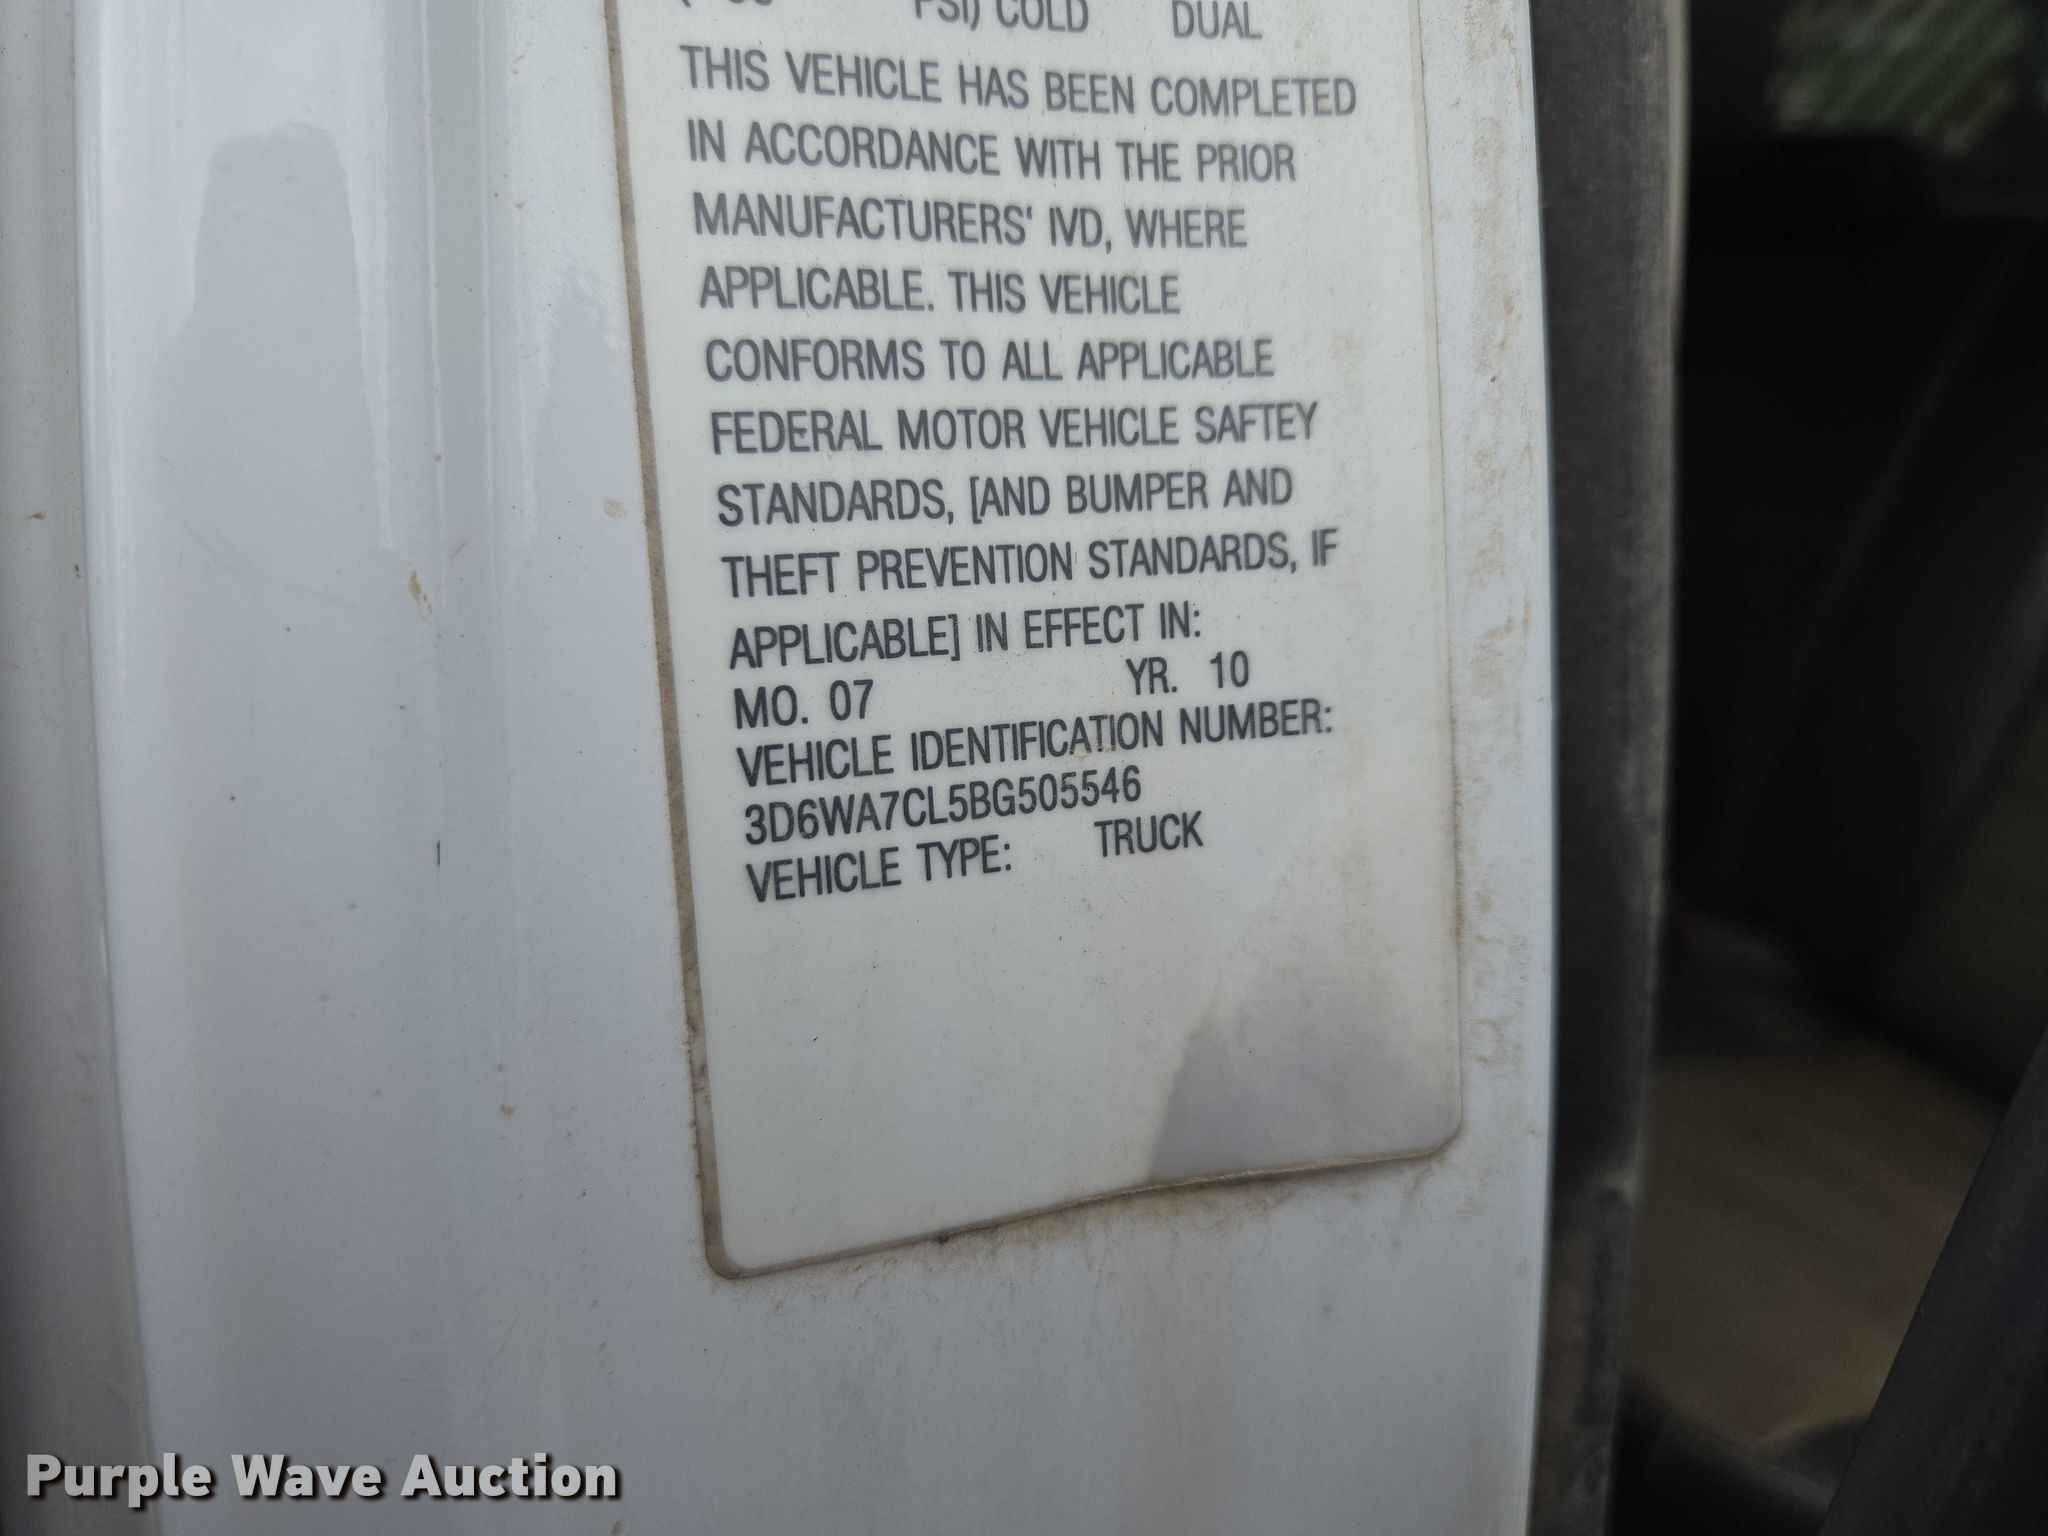 PSI) COLD DUAL
THIS VEHICLE HAS BEEN COMPLETED
IN ACCORDANCE WITH THE PRIOR
MANUFACTURERS' IVD, WHERE
APPLICABLE. THIS VEHICLE
CONFORMS TO ALL APPLICABLE
FEDERAL MOTOR VEHICLE SAFTEY
STANDARDS, [AND BUMPER AND
THEFT PREVENTION STANDARDS, IF
APPLICABLE] IN EFFECT IN:
MO. 07 YR. 10
VEHICLE IDENTIFICATION NUMBER:
3D6WA7CL5BG505546
VEHICLE TYPE: TRUCK
Purple Wave Auction